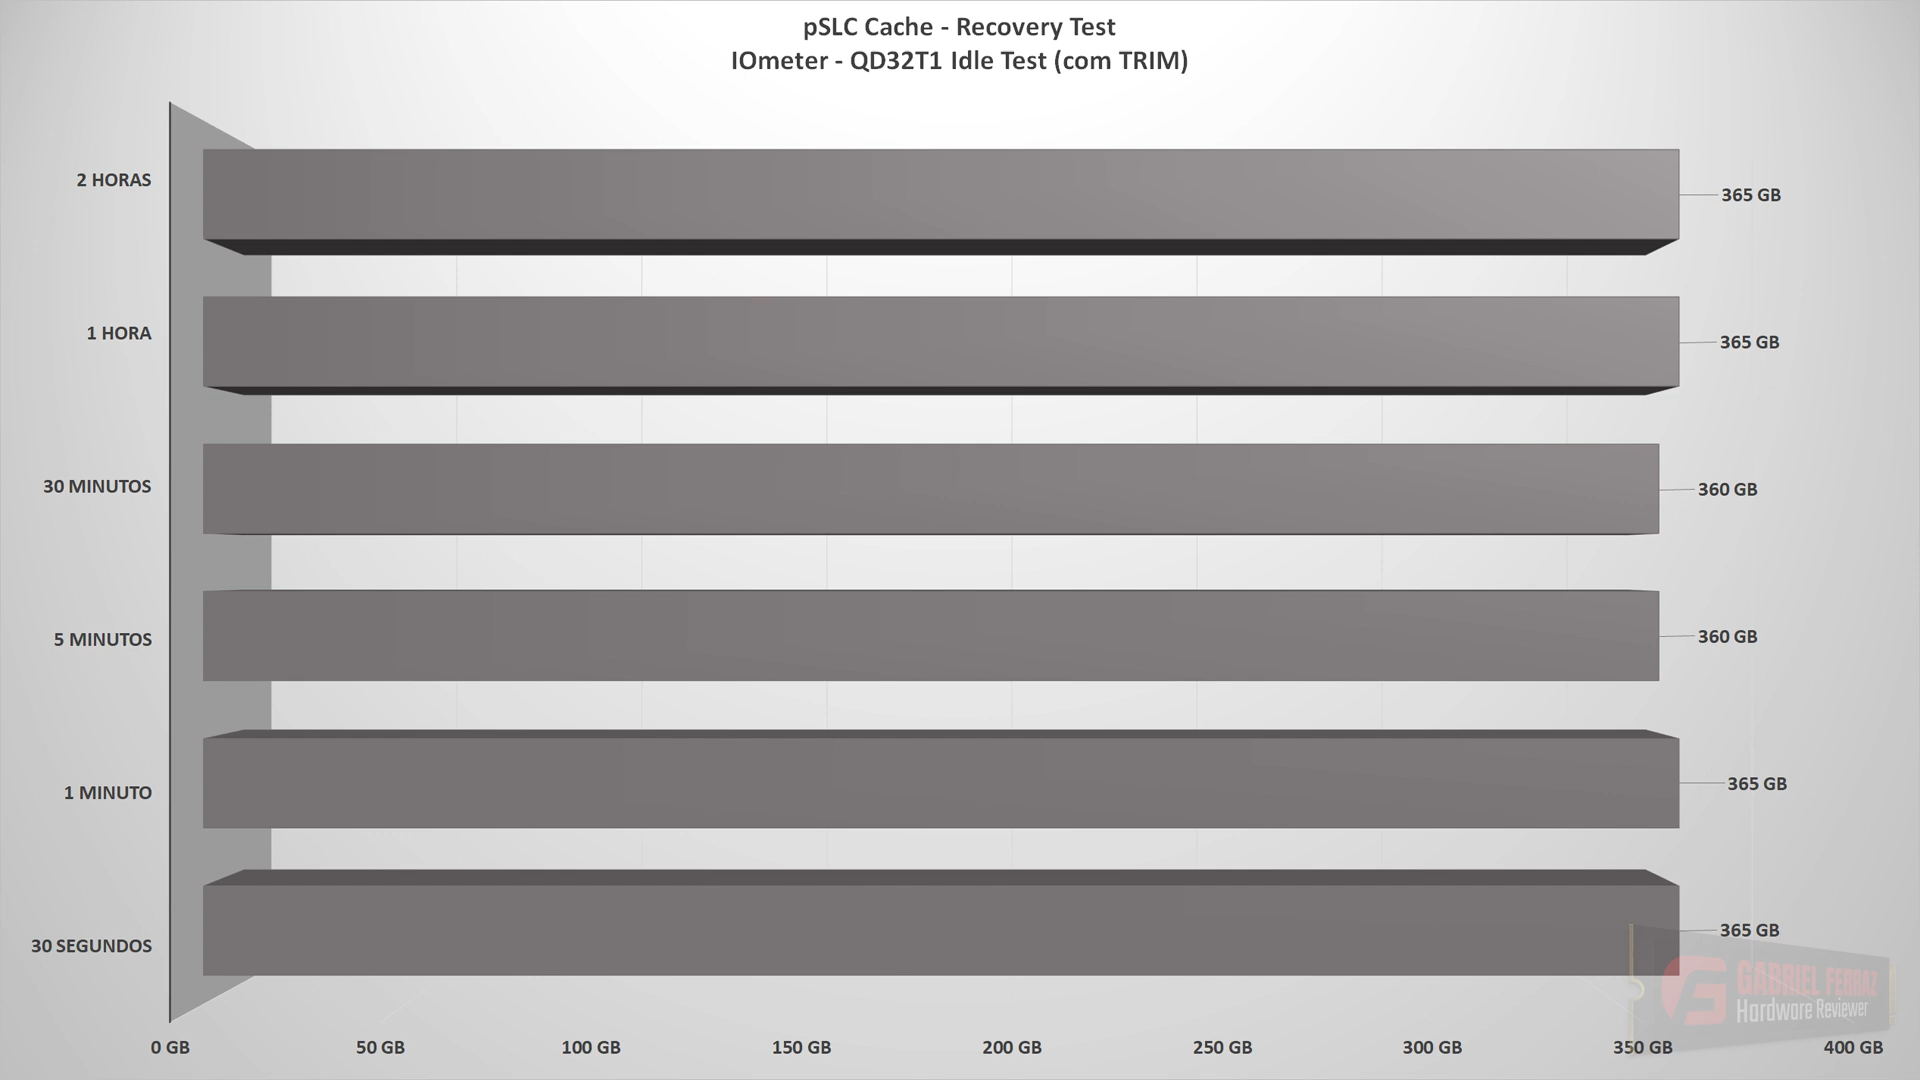 pSLC Cache - Recovery Test
IOmeter - QD32T1 Idle Test (com TRIM)
2 HORAS
365 GB
1 HORA
365 GB
30 MINUTOS
360 GB
5 MINUTOS
360 GB
1 MINUTO
365 GB
30 SEGUNDOS
365 GB
GABRIEL FERRAZ
Hardware Reviewer
0 GB
50 GB
100 GB
150 GB
200 GB
250 GB
300 GB
350 GB
400 GB